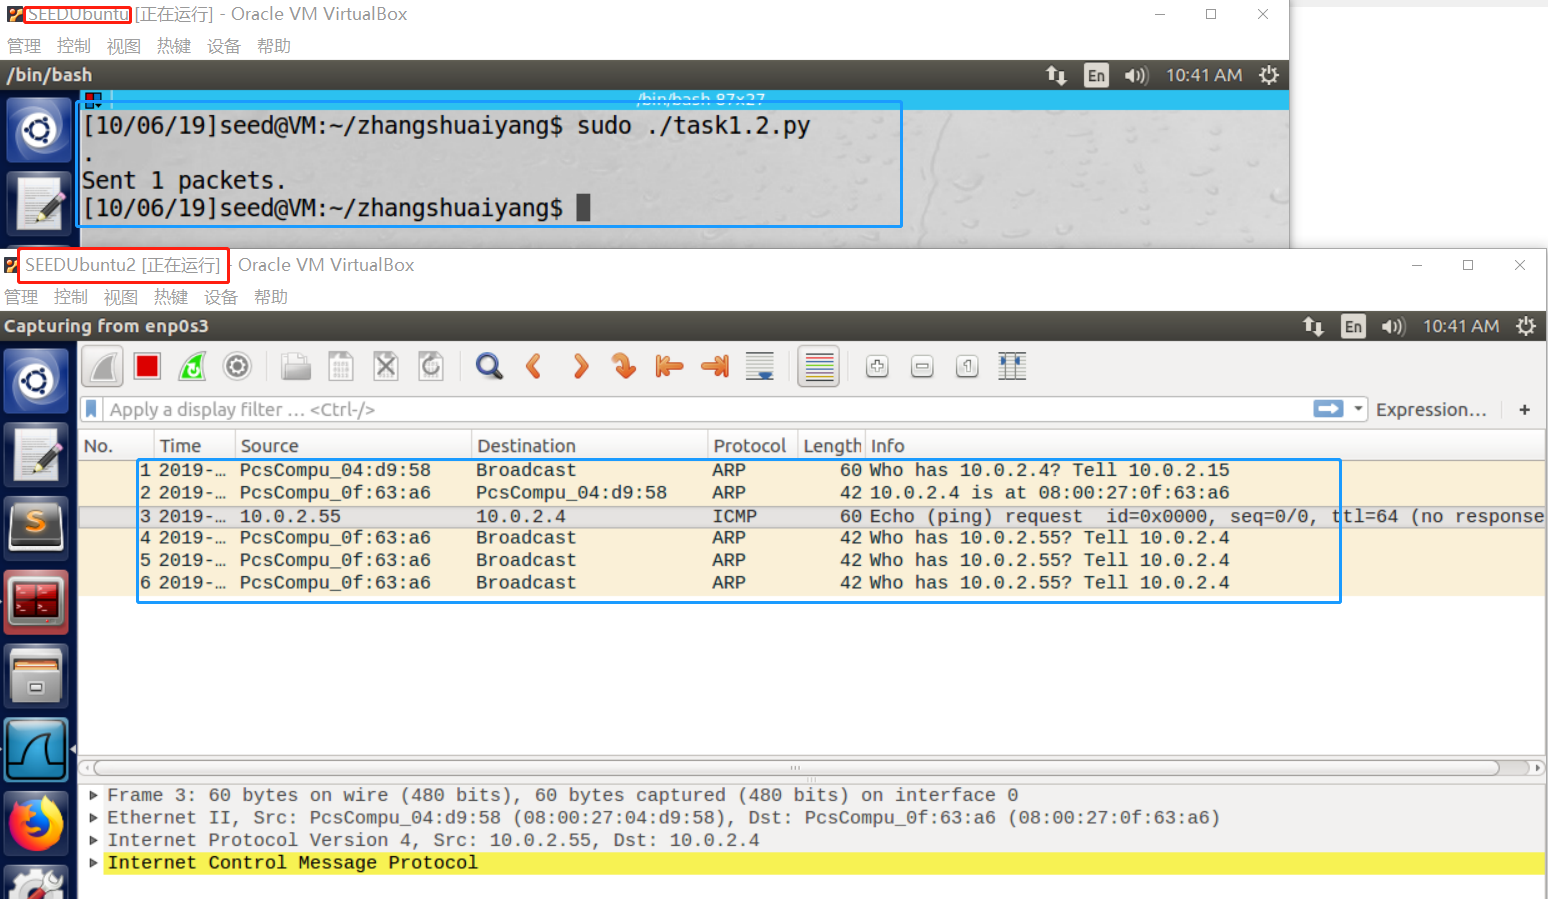 SEEDUbuntu [正在运行] - Oracle VM VirtualBox
管理 控制 视图 热键 设备 帮助
/bin/bash En 10:41 AM
/bin/bash 87x27
[10/06/19]seed@VM:~/zhangshuaiyang$ sudo ./task1.2.py
.
Sent 1 packets.
[10/06/19]seed@VM:~/zhangshuaiyang$
SEEDUbuntu2 [正在运行] - Oracle VM VirtualBox
管理 控制 视图 热键 设备 帮助
Capturing from enp0s3 En 10:41 AM
Apply a display filter … <Ctrl-/> Expression… +
No. Time Source Destination Protocol Length Info
1 2019-… PcsCompu_04:d9:58 Broadcast ARP 60 Who has 10.0.2.4? Tell 10.0.2.15
2 2019-… PcsCompu_0f:63:a6 PcsCompu_04:d9:58 ARP 42 10.0.2.4 is at 08:00:27:0f:63:a6
3 2019-… 10.0.2.55 10.0.2.4 ICMP 60 Echo (ping) request id=0x0000, seq=0/0, ttl=64 (no response
4 2019-… PcsCompu_0f:63:a6 Broadcast ARP 42 Who has 10.0.2.55? Tell 10.0.2.4
5 2019-… PcsCompu_0f:63:a6 Broadcast ARP 42 Who has 10.0.2.55? Tell 10.0.2.4
6 2019-… PcsCompu_0f:63:a6 Broadcast ARP 42 Who has 10.0.2.55? Tell 10.0.2.4
Frame 3: 60 bytes on wire (480 bits), 60 bytes captured (480 bits) on interface 0
Ethernet II, Src: PcsCompu_04:d9:58 (08:00:27:04:d9:58), Dst: PcsCompu_0f:63:a6 (08:00:27:0f:63:a6)
Internet Protocol Version 4, Src: 10.0.2.55, Dst: 10.0.2.4
Internet Control Message Protocol